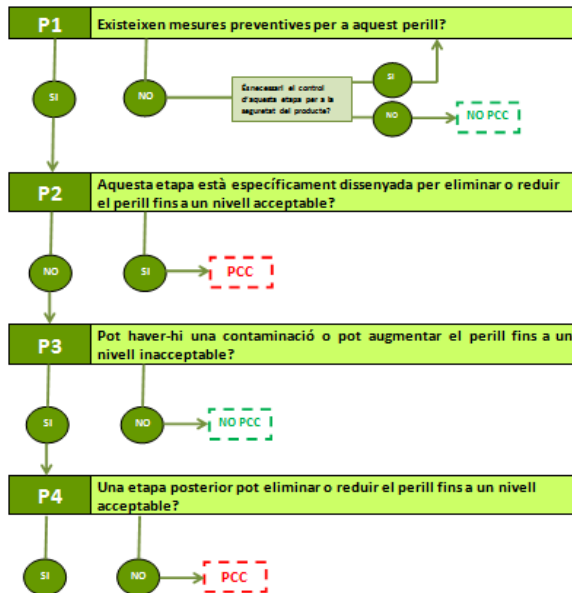 P1 Existeixen mesures preventives per a aquest perill?
SI
NO
Ésnecessari el control
d'aquesta etapa per a la
seguretat del producte?
SI
NO
NO PCC
P2 Aquesta etapa està específicament dissenyada per eliminar o reduir
el perill fins a un nivell acceptable?
NO
SI
PCC
P3 Pot haver-hi una contaminació o pot augmentar el perill fins a un
nivell inacceptable?
SI
NO
NO PCC
P4 Una etapa posterior pot eliminar o reduir el perill fins a un nivell
acceptable?
SI
NO
PCC